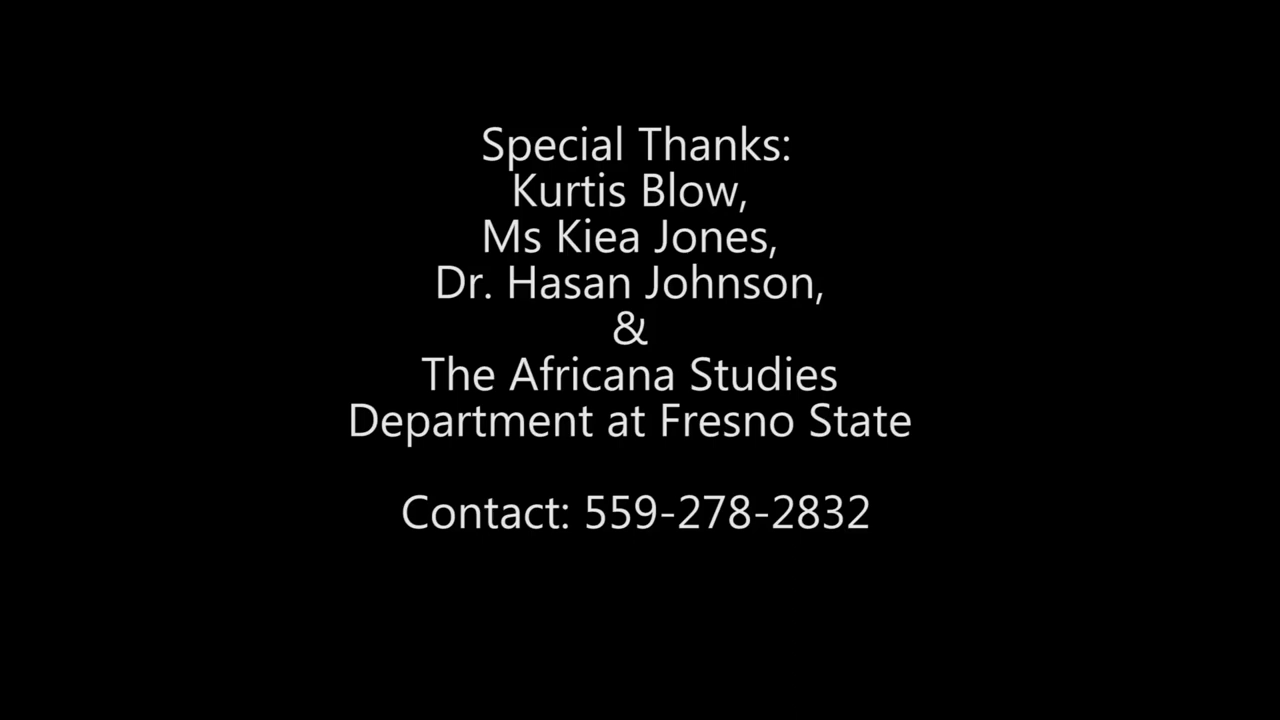 Special Thanks:
Kurtis Blow,
Ms Kiea Jones,
Dr. Hasan Johnson,
&
The Africana Studies
Department at Fresno State
Contact: 559-278-2832